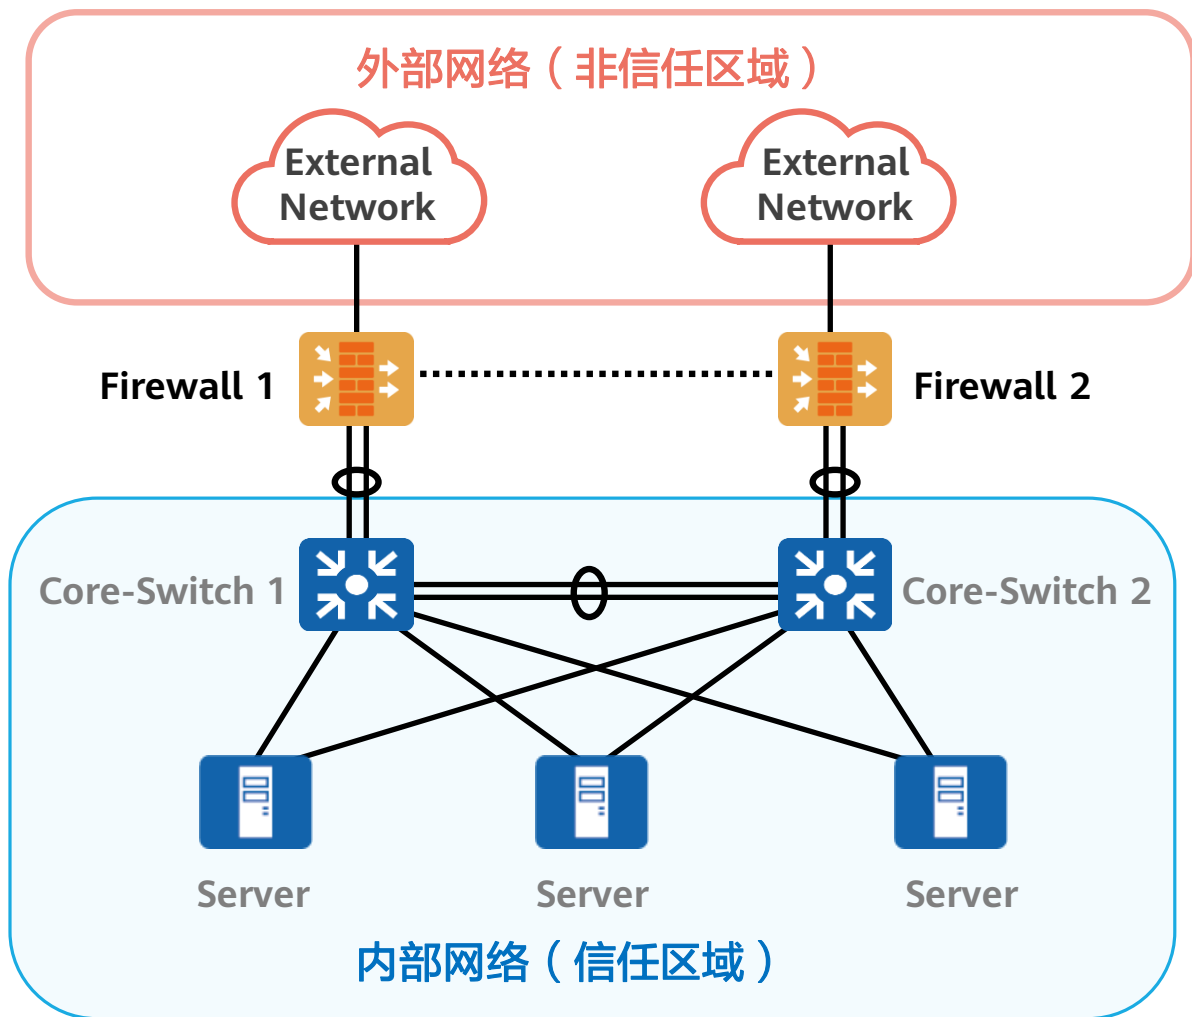 外部网络（非信任区域）
External
Network
External
Network
Firewall 1
Firewall 2
Core-Switch 1
Core-Switch 2
Server
Server
Server
内部网络（信任区域）